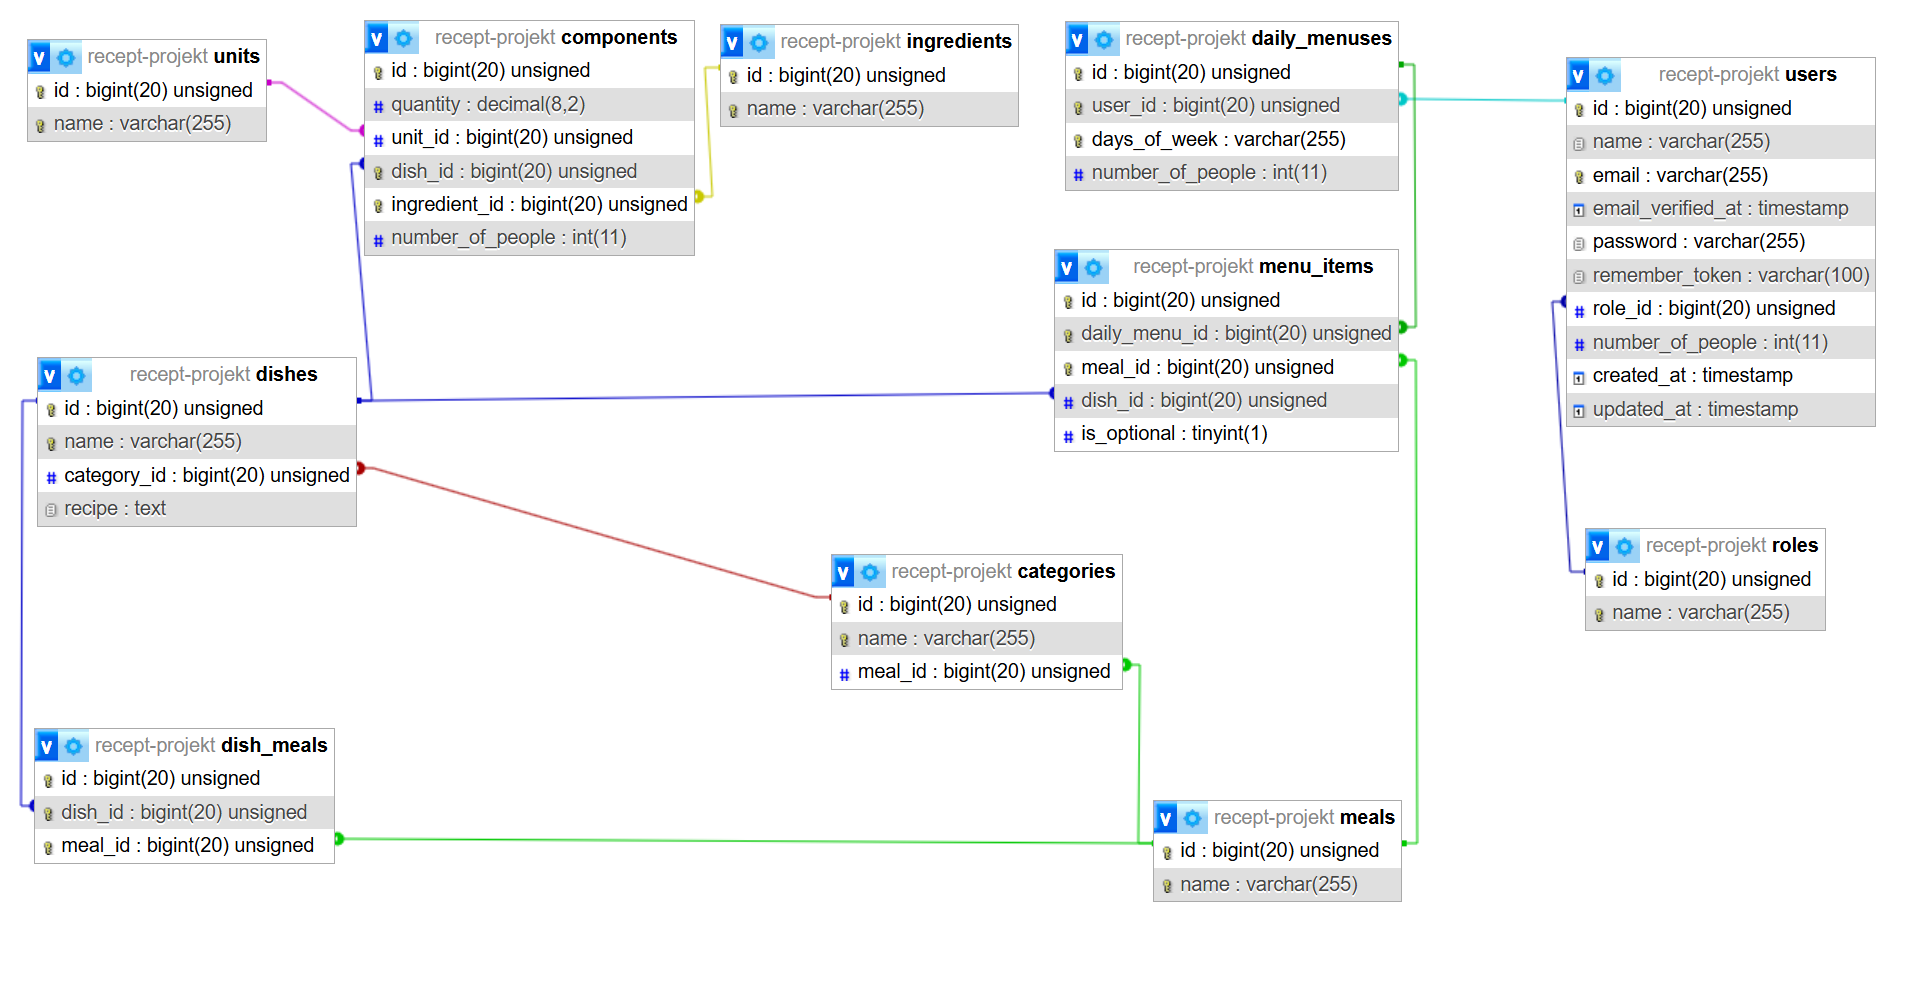 v recept-projekt units
id : bigint(20) unsigned
name : varchar(255)
v recept-projekt components
id : bigint(20) unsigned
# quantity : decimal(8,2)
# unit_id : bigint(20) unsigned
dish_id : bigint(20) unsigned
ingredient_id : bigint(20) unsigned
# number_of_people : int(11)
v recept-projekt ingredients
id : bigint(20) unsigned
name : varchar(255)
v recept-projekt daily_menuses
id : bigint(20) unsigned
user_id : bigint(20) unsigned
days_of_week : varchar(255)
# number_of_people : int(11)
v recept-projekt users
id : bigint(20) unsigned
name : varchar(255)
email : varchar(255)
email_verified_at : timestamp
password : varchar(255)
remember_token : varchar(100)
# role_id : bigint(20) unsigned
# number_of_people : int(11)
created_at : timestamp
updated_at : timestamp
v recept-projekt menu_items
id : bigint(20) unsigned
daily_menu_id : bigint(20) unsigned
meal_id : bigint(20) unsigned
# dish_id : bigint(20) unsigned
# is_optional : tinyint(1)
v recept-projekt dishes
id : bigint(20) unsigned
name : varchar(255)
# category_id : bigint(20) unsigned
recipe : text
v recept-projekt categories
id : bigint(20) unsigned
name : varchar(255)
# meal_id : bigint(20) unsigned
v recept-projekt roles
id : bigint(20) unsigned
name : varchar(255)
v recept-projekt dish_meals
id : bigint(20) unsigned
dish_id : bigint(20) unsigned
meal_id : bigint(20) unsigned
v recept-projekt meals
id : bigint(20) unsigned
name : varchar(255)